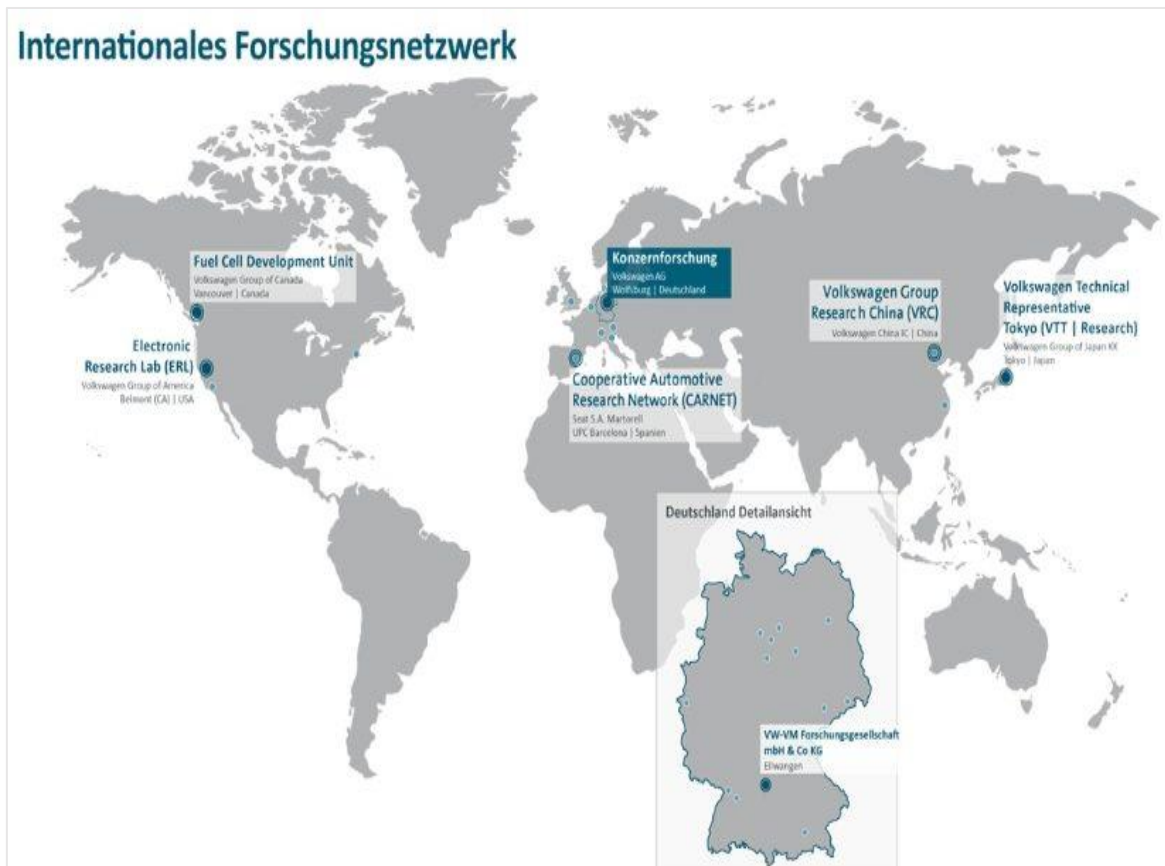 Internationales Forschungsnetzwerk
Fuel Cell Development Unit
Volkswagen Group of Canada
Vancouver | Canada
Electronic
Research Lab (ERL)
Volkswagen Group of America
Belmont (CA) | USA
Konzernforschung
Volkswagen AG
Wolfsburg | Deutschland
Cooperative Automotive
Research Network (CARNET)
Seat S.A. Martorell
UPC Barcelona | Spanien
Volkswagen Group
Research China (VRC)
Volkswagen China IC | China
Volkswagen Technical
Representative
Tokyo (VTT | Research)
Volkswagen Group of Japan KK
Tokyo | Japan
Deutschland Detailansicht
VW-VM Forschungsgesellschaft
mbH & Co KG
Ellwangen